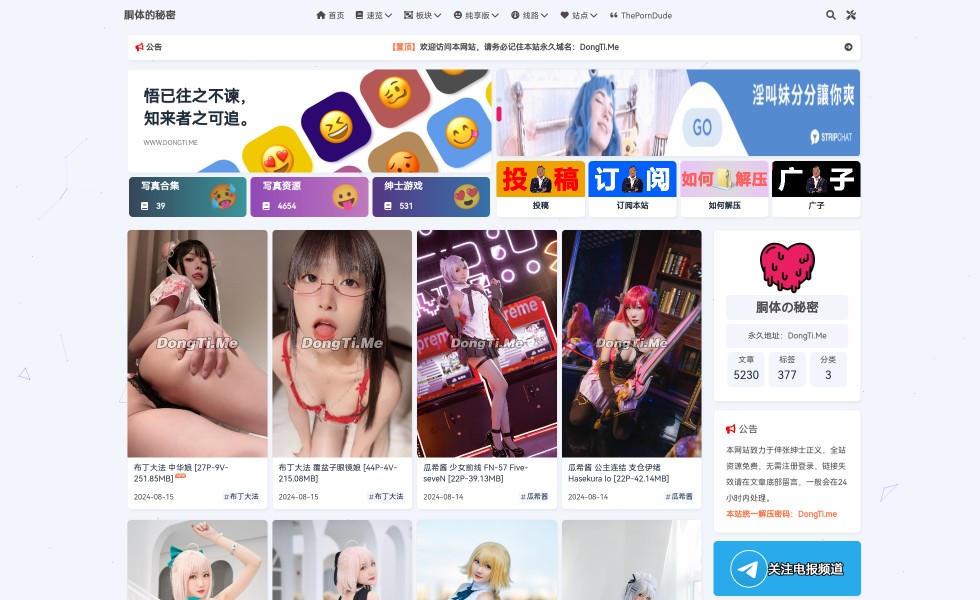 胴体的秘密
首页 速览 板块 纯享版 线路 站点 ThePornDude
公告
【置顶】欢迎访问本网站，请务必记住本站永久域名：DongTi.Me
悟已往之不谏，
知来者之可追。
WWW.DONGTI.ME
淫叫妹分分讓你爽
GO
STRIPCHAT
写真合集
39
写真资源
4654
绅士游戏
531
投稿
订阅
如何解压
广子
投稿
订阅本站
如何解压
广子
DongTi.Me
DongTi.Me
DongTi.Me
DongTi.Me
布丁大法 中华娘 [27P-9V-
251.85MB]
2024-08-15
#布丁大法
布丁大法 覆盆子眼镜娘 [44P-4V-
215.08MB]
2024-08-15
#布丁大法
瓜希酱 少女前线 FN-57 Five-
seveN [22P-39.13MB]
2024-08-14
#瓜希酱
瓜希酱 公主连结 支仓伊绪
Hasekura Io [22P-42.14MB]
2024-08-14
#瓜希酱
胴体の秘密
永久地址：DongTi.Me
文章
5230
标签
377
分类
3
公告
本网站致力于伸张绅士正义，全站
资源免费，无需注册登录，链接失
效请在文章底部留言，一般会在24
小时内处理。
本站统一解压密码：DongTi.me
关注电报频道